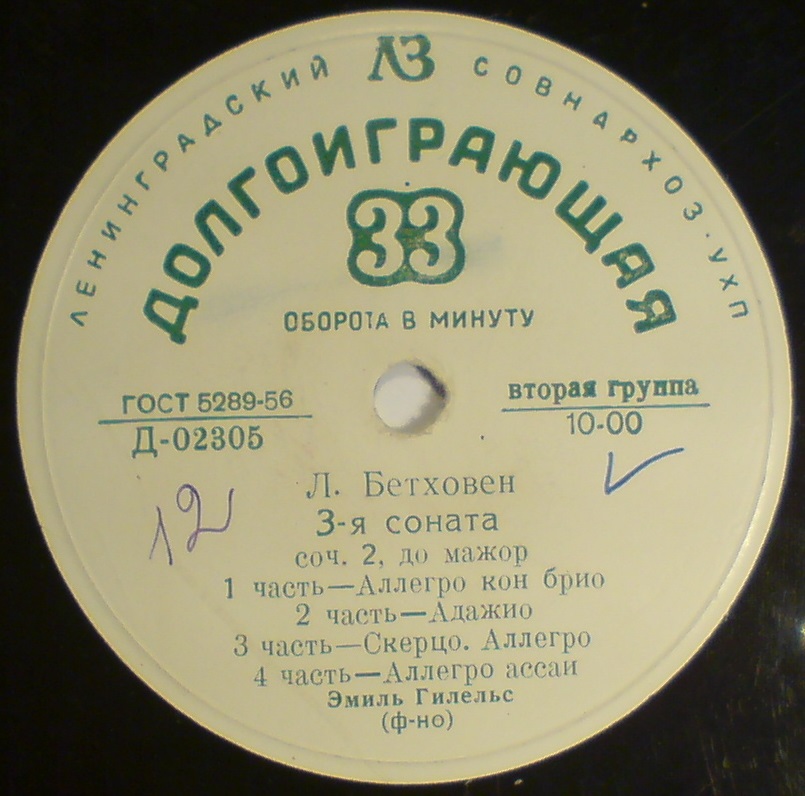 ЛЕНИНГРАДСКИЙ ЛЗ СОВНАРХОЗ · УХП
ДОЛГОИГРАЮЩАЯ
33
ОБОРОТА В МИНУТУ
ГОСТ 5289-56
Д-02305
вторая группа
10-00
12
Л. Бетховен
3-я соната
соч. 2, до мажор
1 часть—Аллегро кон брио
2 часть—Адажио
3 часть—Скерцо. Аллегро
4 часть—Аллегро ассаи
Эмиль Гилельс
(ф-но)